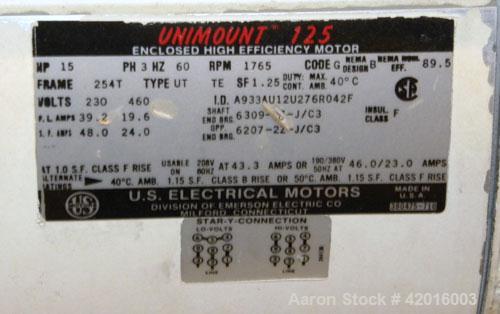 UNIMOUNT 125
ENCLOSED HIGH EFFICIENCY MOTOR
HP 15 PH 3 HZ 60 RPM 1765 CODE G NEMA DESIGN B NEMA NOM. EFF. 89.5
FRAME 254T TYPE UT TE SF 1.25 DUTY: MAX. CONT. AMB. 40°C
VOLTS 230 460 I.D. A933AU12U276R042F
F.L. AMPS 39.2 19.6 SHAFT END BRG. 6309-2Z-J/C3 INSUL. CLASS F
S.F. AMPS 48.0 24.0 OPP. END BRG. 6207-2Z-J/C3
AT 1.0 S.F. CLASS F RISE USABLE ON 208V 60HZ AT 43.3 AMPS OR 190/380V 50HZ AT 46.0/23.0 AMPS
ALTERNATE RATINGS 40°C. AMB. 1.15 S.F. CLASS B RISE OR 50°C. AMB. 1.15 S.F. CLASS F RISE
U.S. ELECTRICAL MOTORS
DIVISION OF EMERSON ELECTRIC CO
MILFORD, CONNECTICUT
MADE IN U.S.A.
STAR-Y-CONNECTION
LO-VOLTS HI-VOLTS
LINE LINE
Aaron Stock # 42016003